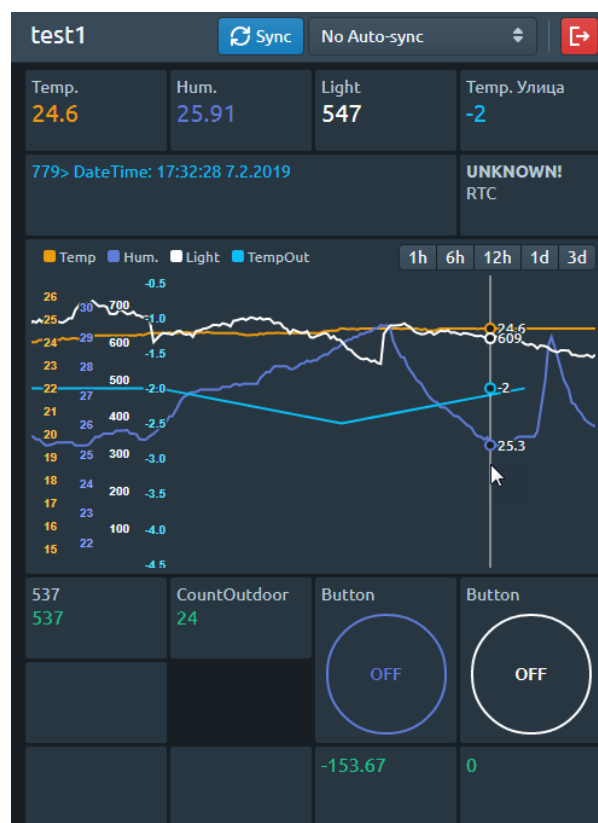 test1 Sync No Auto-sync
Temp. Hum. Light Temp. Улица
24.6 25.91 547 -2
779> DateTime: 17:32:28 7.2.2019 UNKNOWN!
RTC
Temp Hum. Light TempOut 1h 6h 12h 1d 3d
-0.5
26 30 700 -1.0
25 29 600 24.6
24 609
23 28 -1.5
22 27 500 -2.0 -2
21 26 400 -2.5
20 25.3
19 25 300 -3.0
18 24 200 -3.5
17 23
16 22 100 -4.0
15
-4.5
537 CountOutdoor Button Button
537 24
OFF OFF
-153.67 0